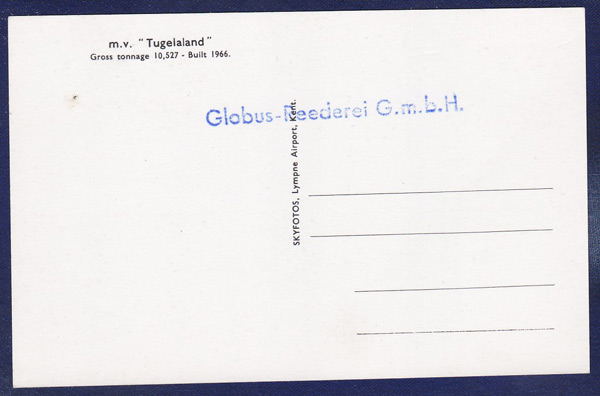 m.v. "Tugelaland"
Gross tonnage 10,527 - Built 1966.
Globus-Reederei G.m.b.H.
SKYFOTOS, Lympne Airport, Kent.